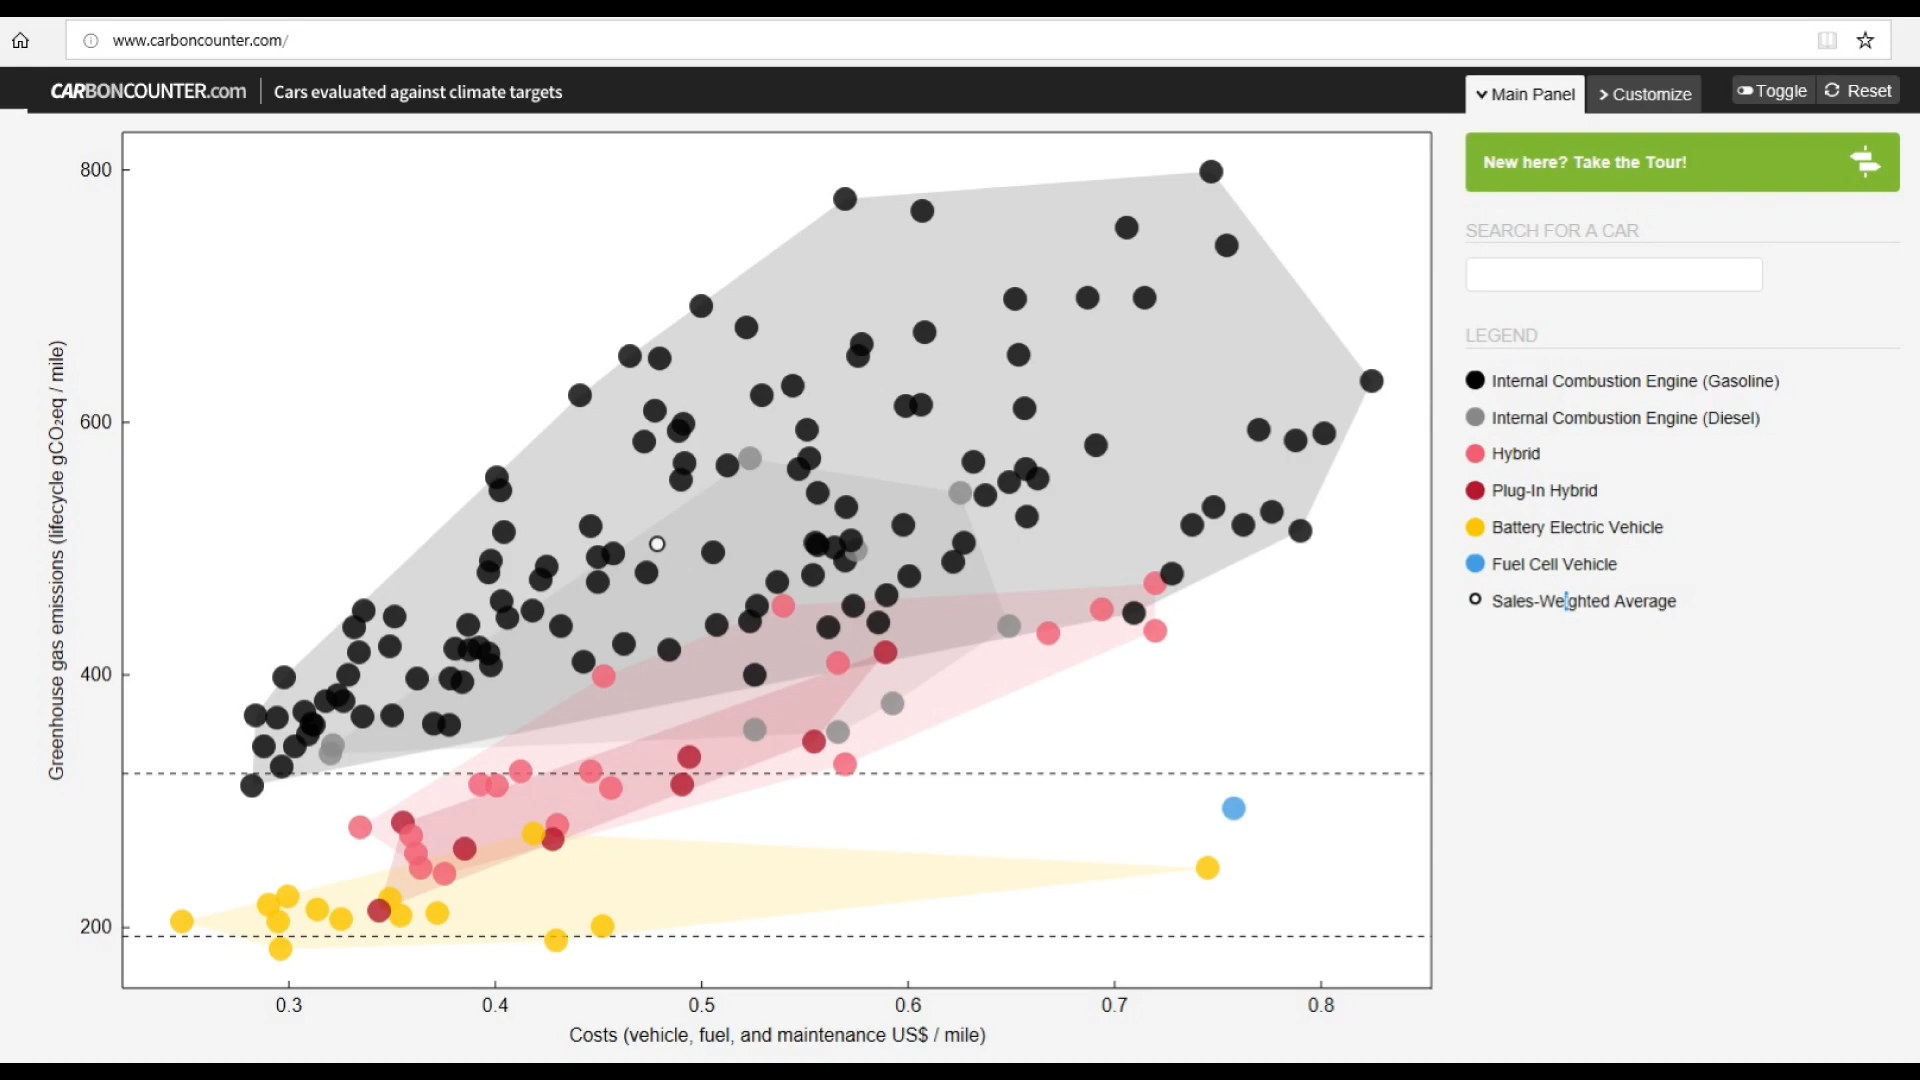 www.carboncounter.com/
CARBONCOUNTER.com
Cars evaluated against climate targets
Main Panel
Customize
Toggle
Reset
New here? Take the Tour!
SEARCH FOR A CAR
LEGEND
Internal Combustion Engine (Gasoline)
Internal Combustion Engine (Diesel)
Hybrid
Plug-In Hybrid
Battery Electric Vehicle
Fuel Cell Vehicle
Sales-Weighted Average
Greenhouse gas emissions (lifecycle gCO₂eq / mile)
800
600
400
200
0.3
0.4
0.5
0.6
0.7
0.8
Costs (vehicle, fuel, and maintenance US$ / mile)